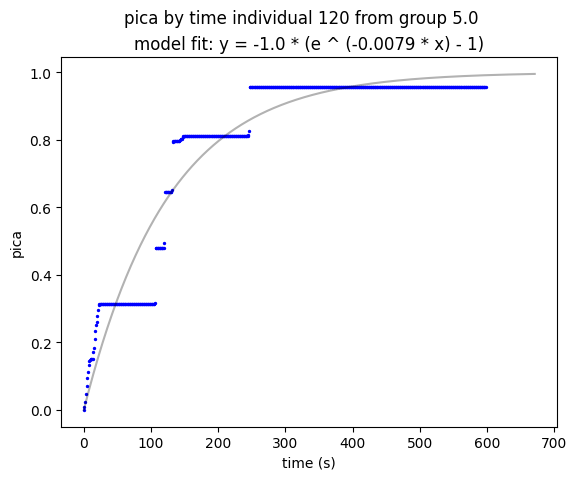 pica by time individual 120 from group 5.0
model fit: y = -1.0 * (e ^ (-0.0079 * x) - 1)
1.0
0.8
0.6
0.4
0.2
0.0
pica
0 100 200 300 400 500 600 700
time (s)